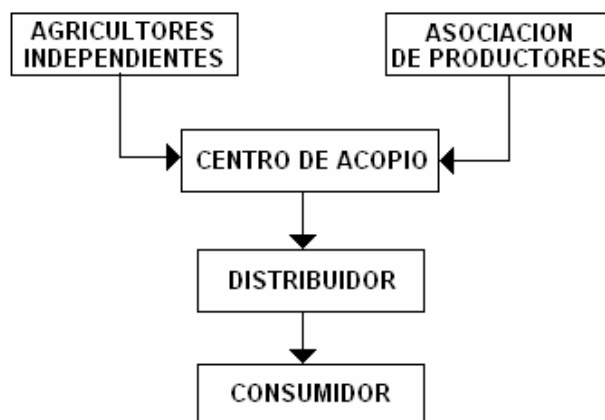 AGRICULTORES
INDEPENDIENTES
ASOCIACION
DE PRODUCTORES
CENTRO DE ACOPIO
DISTRIBUIDOR
CONSUMIDOR